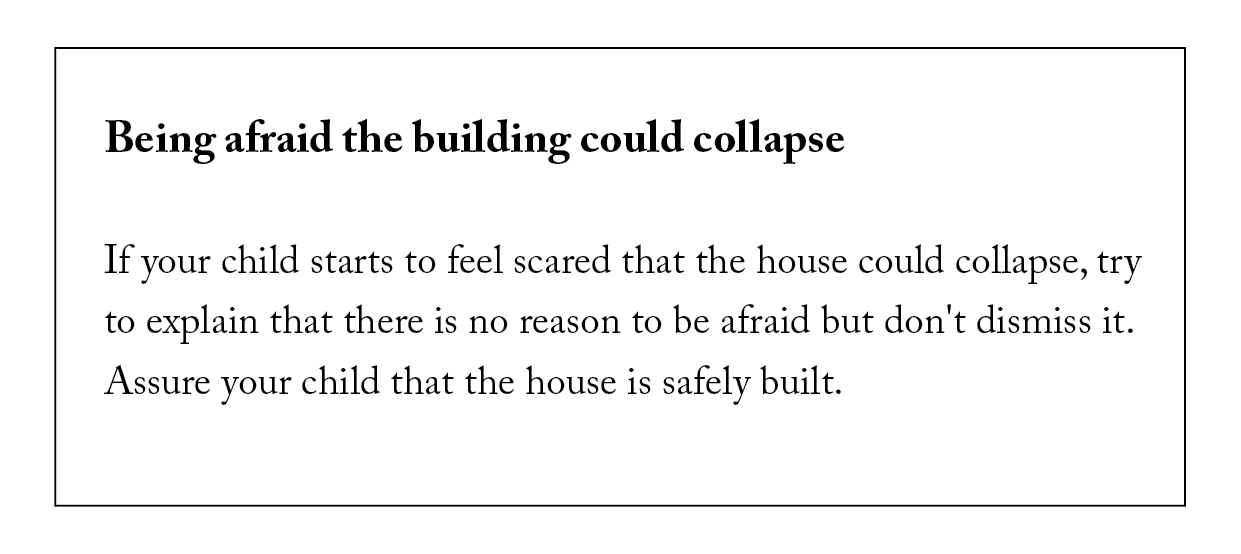 Being afraid the building could collapse
If your child starts to feel scared that the house could collapse, try
to explain that there is no reason to be afraid but don't dismiss it.
Assure your child that the house is safely built.